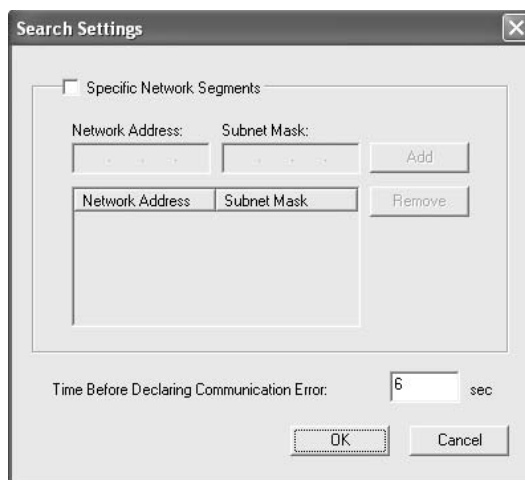 Search Settings
Specific Network Segments
Network Address: Subnet Mask:
. . . . . . Add
Network Address Subnet Mask Remove
Time Before Declaring Communication Error: 6 sec
OK Cancel